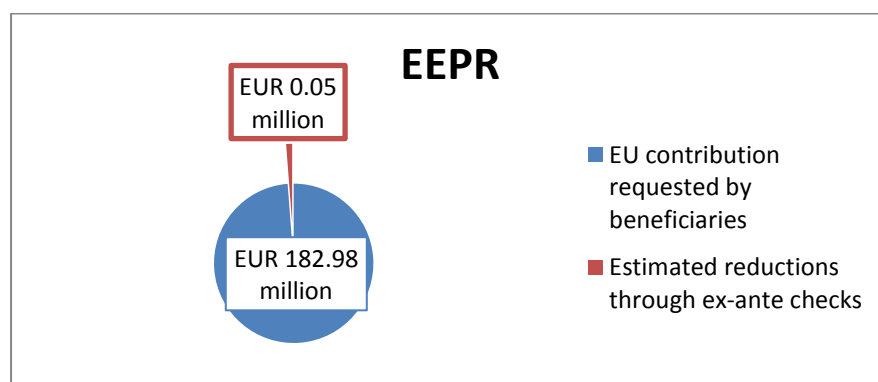 EEPR
EUR 0.05
million
EUR 182.98
million
EU contribution
requested by
beneficiaries
Estimated reductions
through ex-ante checks